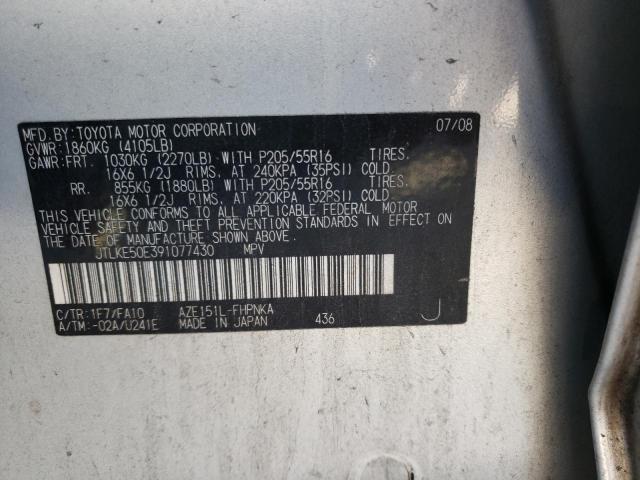 MFD. BY: TOYOTA MOTOR CORPORATION 07/08
GVWR: 1860KG (4105LB)
GAWR: FRT. 1030KG (2270LB) WITH P205/55R16 TIRES.
16X6 1/2J RIMS, AT 240KPA (35PSI) COLD
RR. 855KG (1880LB) WITH P205/55R16 TIRES.
16X6 1/2J RIMS, AT 220KPA (32PSI) COLD.
THIS VEHICLE CONFORMS TO ALL APPLICABLE FEDERAL MOTOR
VEHICLE SAFETY AND THEFT PREVENTION STANDARDS IN EFFECT ON
THE DATE OF MANUFACTURE SHOWN ABOVE.
JTLKE50E391077430 MPV
C/TR: 1F7/FA10 AZE151L-FHPNKA
A/TM: -02A/U241E MADE IN JAPAN 436 J